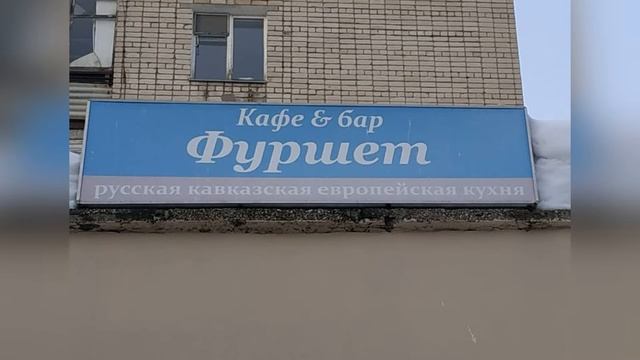 Кафе & бар
Фуршет
русская кавказская европейская кухня